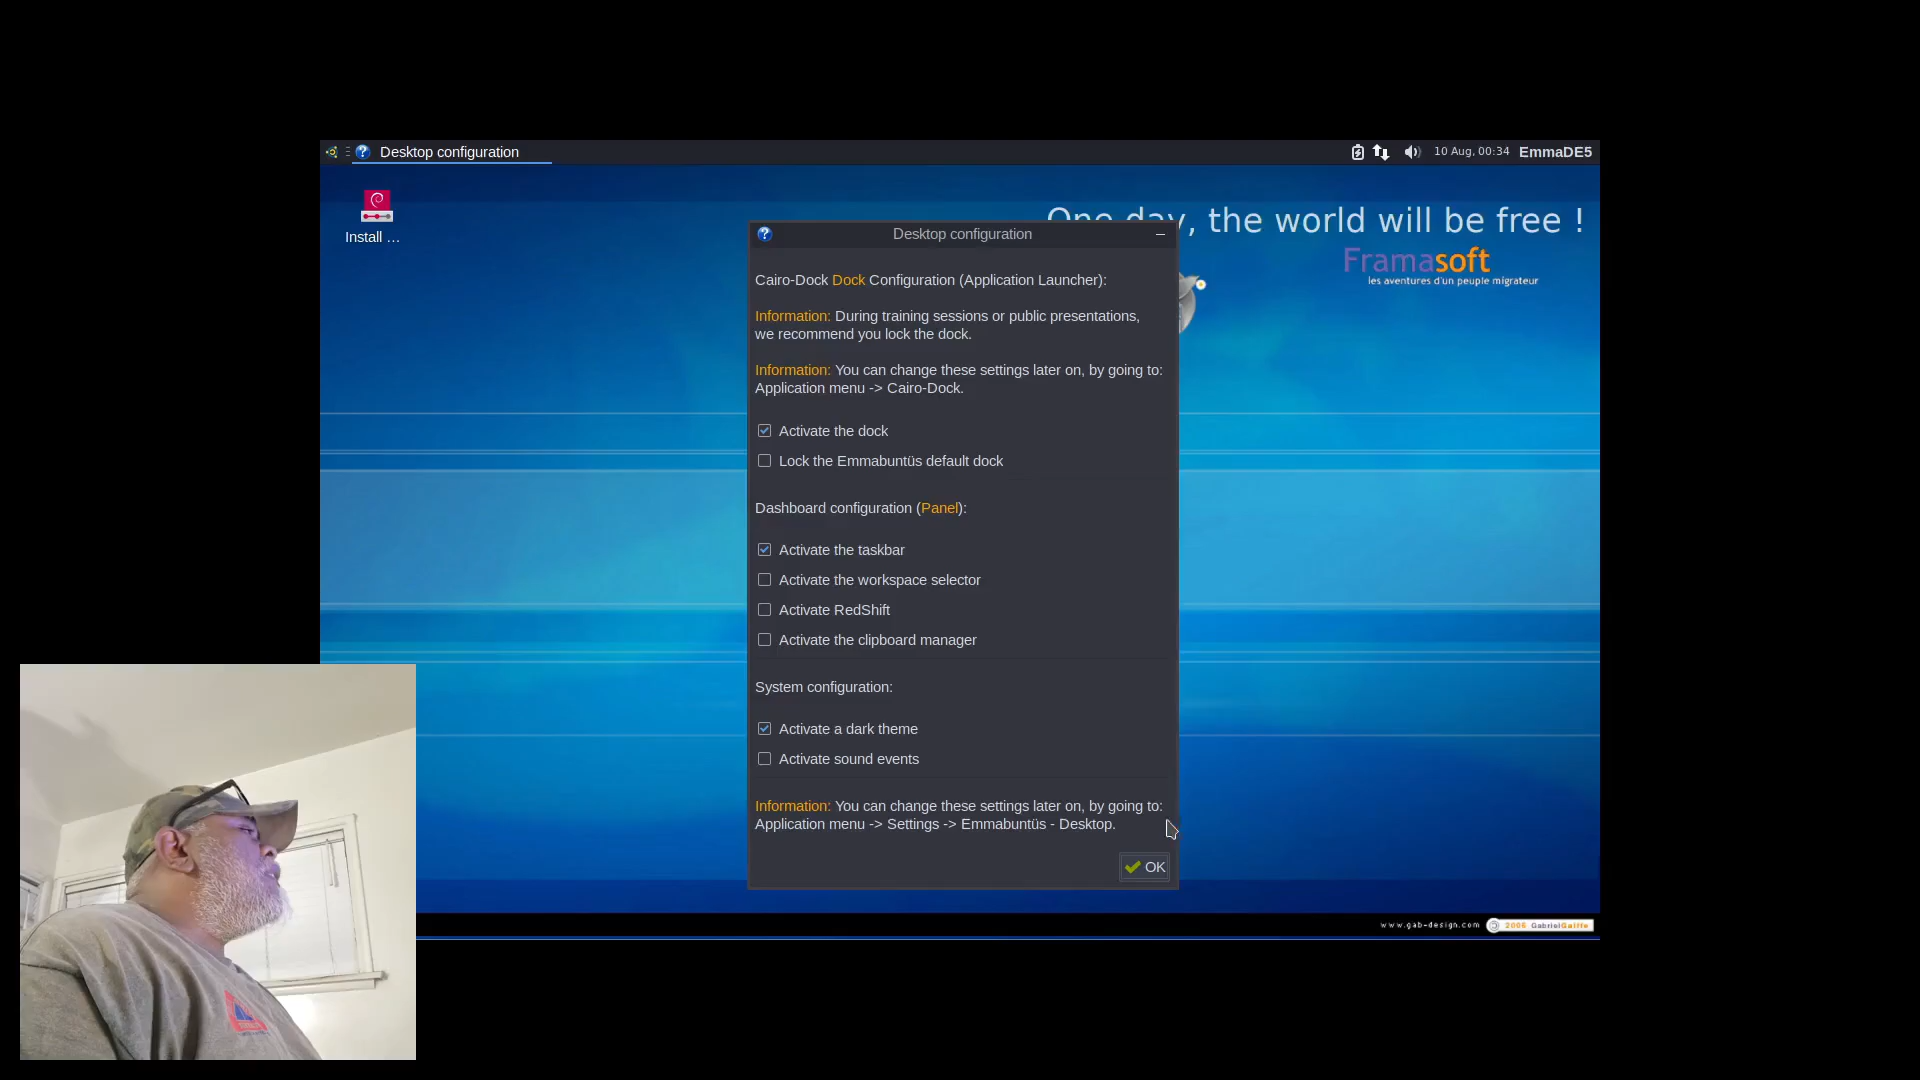 Desktop configuration
10 Aug, 00:34
EmmaDE5
Install ...
One day, the world will be free !
Framasoft
les aventures d'un peuple migrateur
Desktop configuration
Cairo-Dock Dock Configuration (Application Launcher):
Information: During training sessions or public presentations,
we recommend you lock the dock.
Information: You can change these settings later on, by going to:
Application menu -> Cairo-Dock.
Activate the dock
Lock the Emmabuntüs default dock
Dashboard configuration (Panel):
Activate the taskbar
Activate the workspace selector
Activate RedShift
Activate the clipboard manager
System configuration:
Activate a dark theme
Activate sound events
Information: You can change these settings later on, by going to:
Application menu -> Settings -> Emmabuntüs - Desktop.
OK
www.gab-design.com
2006 GabrielGaiffe